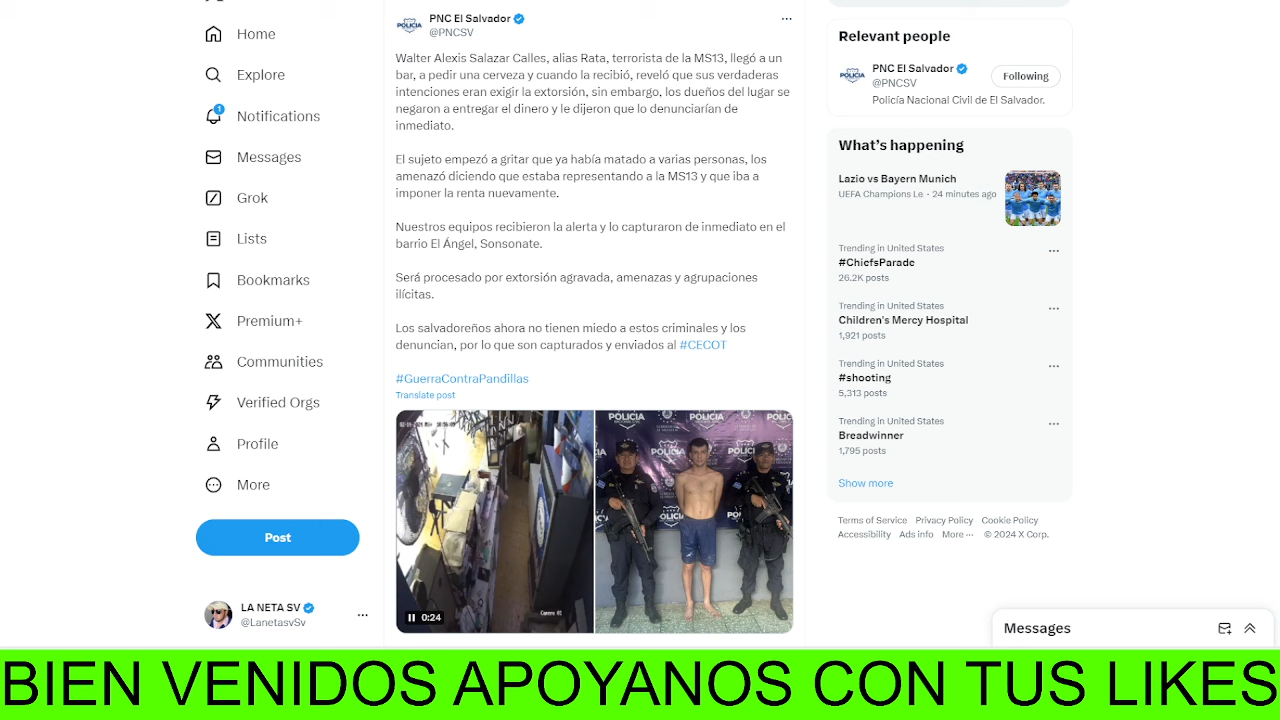 Home
Explore
1
Notifications
Messages
Grok
Lists
Bookmarks
Premium+
Communities
Verified Orgs
Profile
More
Post
LA NETA SV
@LanetasvSv
PNC El Salvador
@PNCSV
Walter Alexis Salazar Calles, alias Rata, terrorista de la MS13, llegó a un
bar, a pedir una cerveza y cuando la recibió, reveló que sus verdaderas
intenciones eran exigir la extorsión, sin embargo, los dueños del lugar se
negaron a entregar el dinero y le dijeron que lo denunciarían de
inmediato.
El sujeto empezó a gritar que ya había matado a varias personas, los
amenazó diciendo que estaba representando a la MS13 y que iba a
imponer la renta nuevamente.
Nuestros equipos recibieron la alerta y lo capturaron de inmediato en el
barrio El Ángel, Sonsonate.
Será procesado por extorsión agravada, amenazas y agrupaciones
ilícitas.
Los salvadoreños ahora no tienen miedo a estos criminales y los
denuncian, por lo que son capturados y enviados al #CECOT
#GuerraContraPandillas
Translate post
0:24
Camera 01
POLICIA
POLICIA
POLICIA
Relevant people
PNC El Salvador
@PNCSV
Following
Policía Nacional Civil de El Salvador.
What's happening
Lazio vs Bayern Munich
UEFA Champions Le · 24 minutes ago
Trending in United States
#ChiefsParade
26.2K posts
Trending in United States
Children's Mercy Hospital
1,921 posts
Trending in United States
#shooting
5,313 posts
Trending in United States
Breadwinner
1,795 posts
Show more
Terms of Service Privacy Policy Cookie Policy
Accessibility Ads info More ··· © 2024 X Corp.
Messages
BIEN VENIDOS APOYANOS CON TUS LIKES